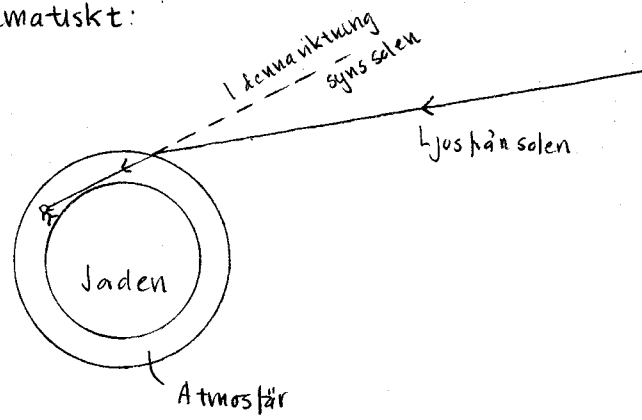 matiskt:
I denna riktning
syns solen
Ljus från solen
Jorden
Atmosfär